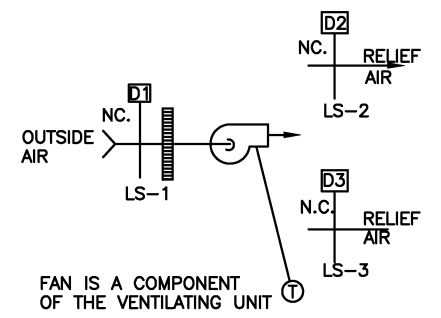 D2
NC.
RELIEF
AIR
LS-2
D1
NC.
OUTSIDE
AIR
LS-1
D3
N.C.
RELIEF
AIR
LS-3
FAN IS A COMPONENT
OF THE VENTILATING UNIT
T